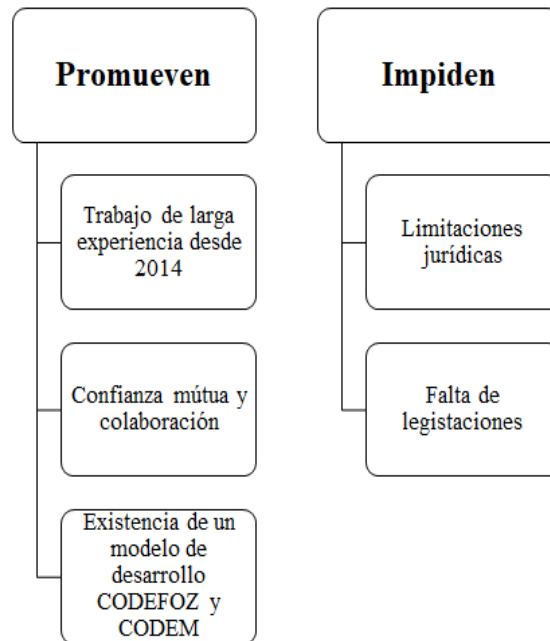 Promueven
Trabajo de larga
experiencia desde
2014
Confianza mútua y
colaboración
Existencia de un
modelo de
desarrollo
CODEFOZ y
CODEM
Impiden
Limitaciones
jurídicas
Falta de
legistaciones